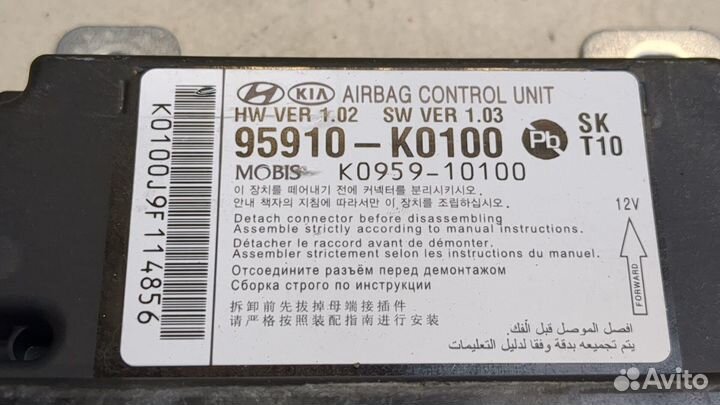 HYUNDAI KIA AIRBAG CONTROL UNIT
HW VER 1.02 SW VER 1.03
95910-K0100 Pb SK T10
MOBIS K0959-10100
이 장치를 떼어내기 전에 커넥터를 분리시키시오.
안내 책자의 지침에 따라서만 이 장치를 조립하십시오.
Detach connector before disassembling
Assemble strictly according to manual instructions.
Détacher le raccord avant de démonter.
Assembler strictement selon les instructions du manuel.
Отсоедините разъём перед демонтажом
Сборка строго по инструкции
拆卸前先拔掉母端接插件
请严格按照装配指南进行安装
افصل الموصل قبل ألفك.
يتم تجميعه بدقة وفقا لدليل التعليمات
12V
FORWARD
K0100J9F114856
Avito